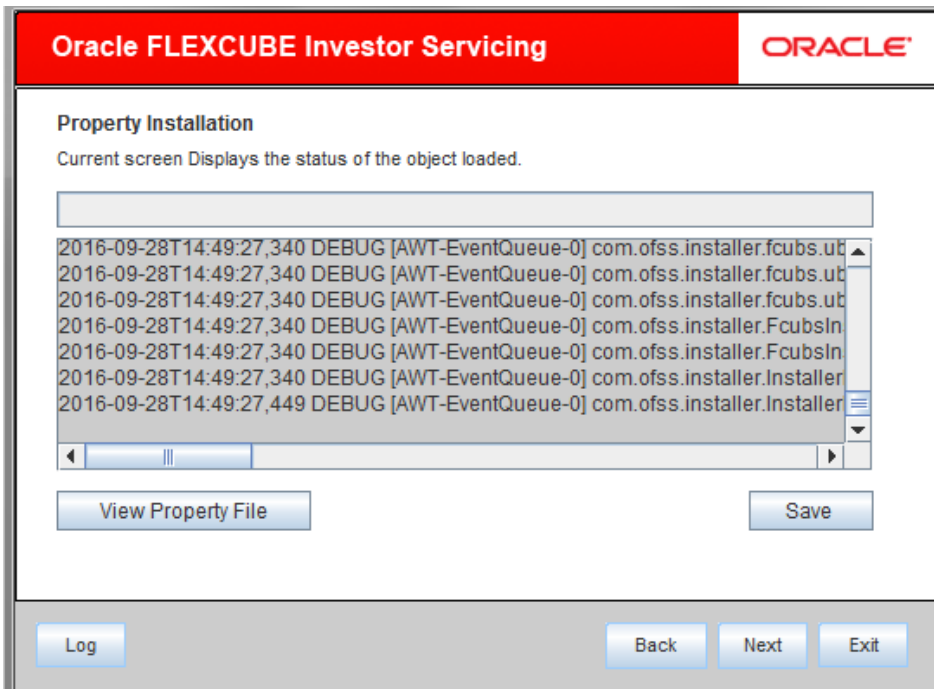 Oracle FLEXCUBE Investor Servicing
ORACLE
Property Installation
Current screen Displays the status of the object loaded.
2016-09-28T14:49:27,340 DEBUG [AWT-EventQueue-0] com.ofss.installer.fcubs.ub
2016-09-28T14:49:27,340 DEBUG [AWT-EventQueue-0] com.ofss.installer.fcubs.ub
2016-09-28T14:49:27,340 DEBUG [AWT-EventQueue-0] com.ofss.installer.fcubs.ub
2016-09-28T14:49:27,340 DEBUG [AWT-EventQueue-0] com.ofss.installer.FcubsIn
2016-09-28T14:49:27,340 DEBUG [AWT-EventQueue-0] com.ofss.installer.FcubsIn
2016-09-28T14:49:27,340 DEBUG [AWT-EventQueue-0] com.ofss.installer.Installer
2016-09-28T14:49:27,449 DEBUG [AWT-EventQueue-0] com.ofss.installer.Installer
View Property File
Save
Log
Back
Next
Exit